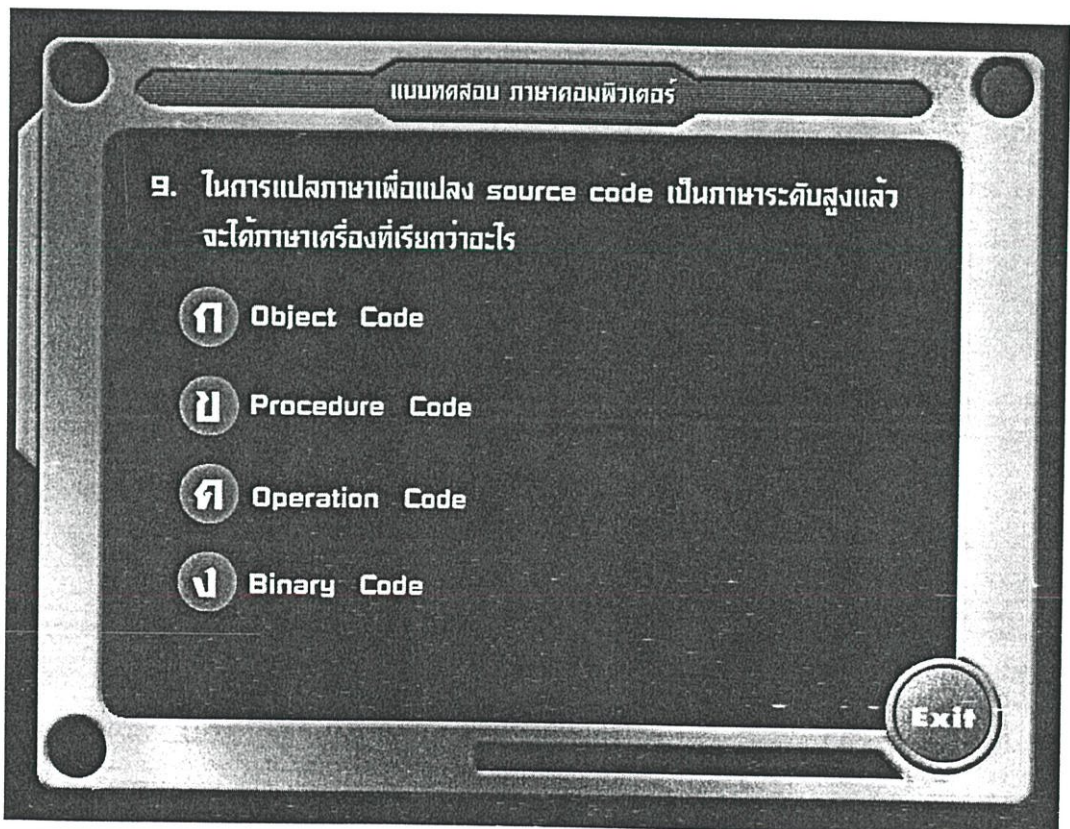 แบบทดสอบ ภาษาคอมพิวเตอร์
9. ในการแปลภาษาเพื่อแปลง source code เป็นภาษาระดับสูงแล้ว
จะได้ภาษาเครื่องที่เรียกว่าอะไร
ก Object Code
ข Procedure Code
ค Operation Code
ง Binary Code
Exit